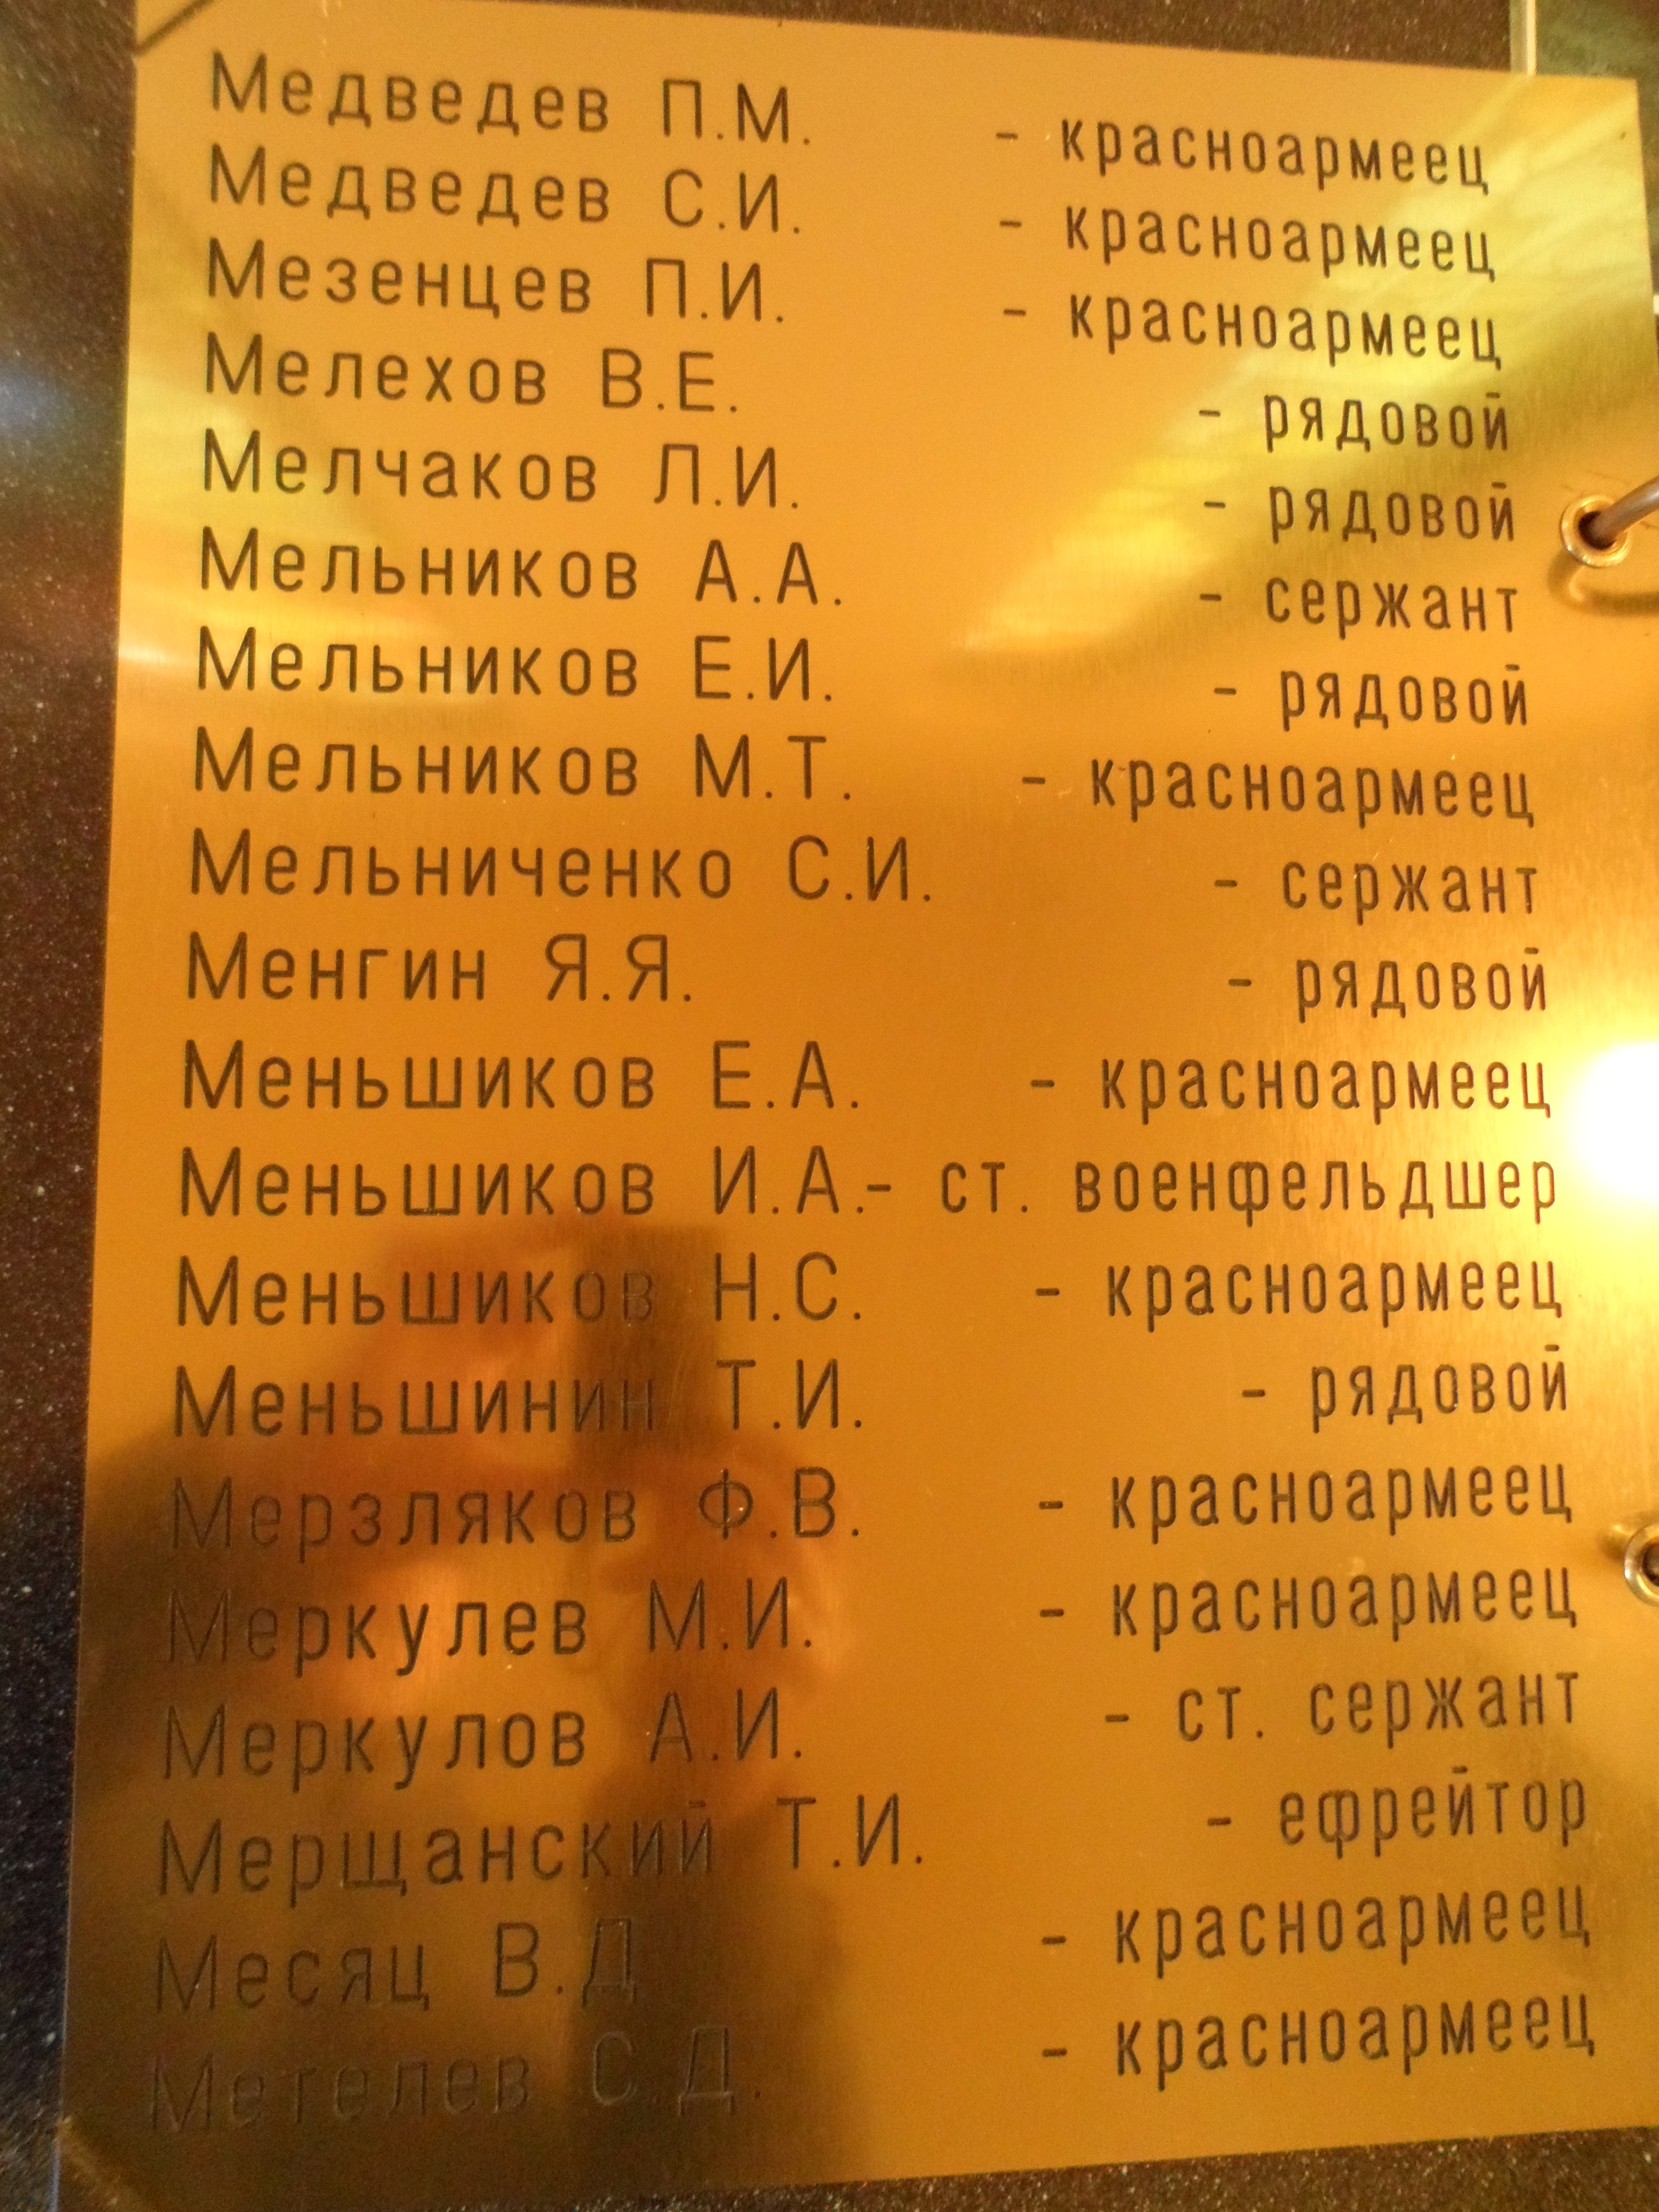 Медведев П.М. - красноармеец
Медведев С.И. - красноармеец
Мезенцев П.И. - красноармеец
Мелехов В.Е. - рядовой
Мелчаков Л.И. - рядовой
Мельников А.А. - сержант
Мельников Е.И. - рядовой
Мельников М.Т. - красноармеец
Мельниченко С.И. - сержант
Менгин Я.Я. - рядовой
Меньшиков Е.А. - красноармеец
Меньшиков И.А.- ст. военфельдшер
Меньшиков Н.С. - красноармеец
Меньшинин Т.И. - рядовой
Мерзляков Ф.В. - красноармеец
Меркулев М.И. - красноармеец
Меркулов А.И. - ст. сержант
Мерщанский Т.И. - ефрейтор
Месяц В.Д - красноармеец
Метелев С.Д. - красноармеец